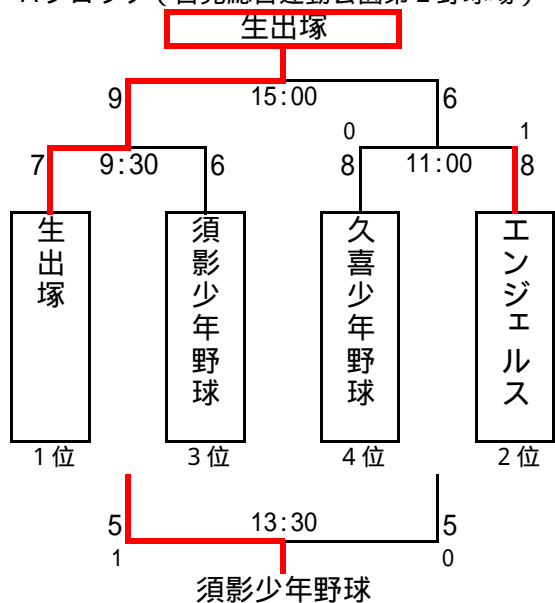 生出塚
9 15:00 6
0 1
7 9:30 6 8 11:00 8
生出塚
須影少年野球
久喜少年野球
エンジェルス
1位 3位 4位 2位
5 13:30 5
1 0
須影少年野球